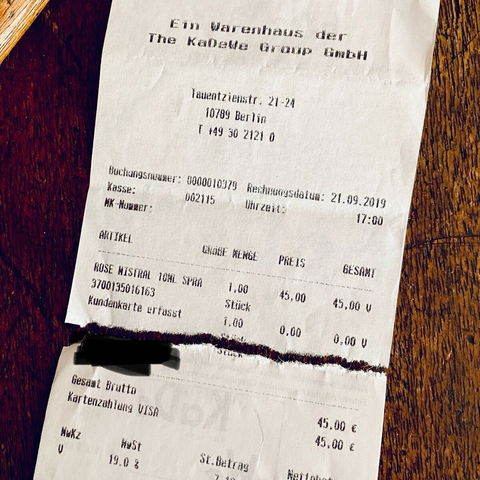 Ein Warenhaus der
The KaDeWe Group GmbH
Tauentzienstr. 21-24
10789 Berlin
T +49 30 2121 0
Buchungsnummer: 0000010379 Rechnungsdatum: 21.09.2019
Kasse: 002115 Uhrzeit: 17:00
MK-Nummer:
ARTIKEL GRÖßE MENGE PREIS GESAMT
ROSE MISTRAL 10ML SPRA 1,00 45,00 45,00 V
3700135016163 Stück
Kundenkarte erfasst 1,00 0,00 0,00 V
Stück
Gesamt Brutto 45,00 €
Kartenzahlung VISA 45,00 €
MwKz MwSt St.Betrag
V 19.0 %